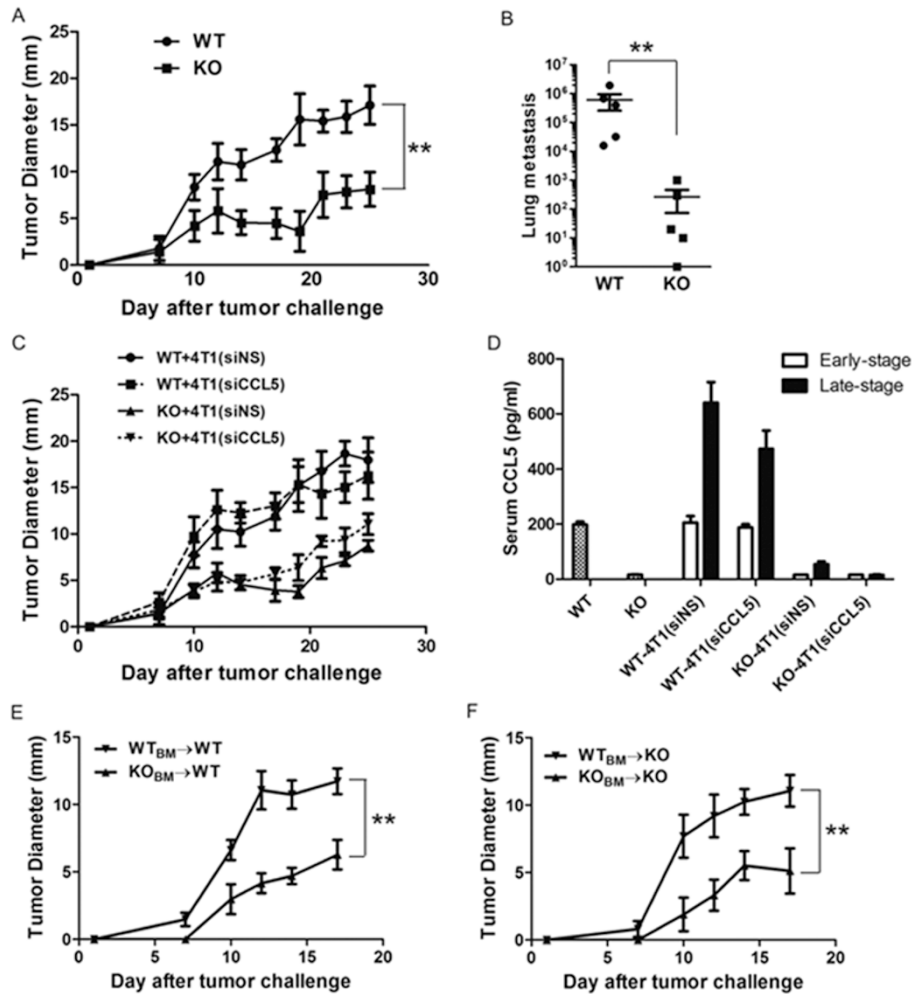 A
25
20
15
10
5
0
0
10
20
30
Tumor Diameter (mm)
Day after tumor challenge
WT
KO
**
B
10⁷
10⁶
10⁵
10⁴
10³
10²
10¹
10⁰
Lung metastasis
WT
KO
**
C
WT+4T1(siNS)
WT+4T1(siCCL5)
KO+4T1(siNS)
KO+4T1(siCCL5)
25
20
15
10
5
0
0
10
20
30
Tumor Diameter (mm)
Day after tumor challenge
D
800
600
400
200
0
Serum CCL5 (pg/ml)
Early-stage
Late-stage
WT
KO
WT-4T1(siNS)
WT-4T1(siCCL5)
KO-4T1(siNS)
KO-4T1(siCCL5)
E
15
10
5
0
0
5
10
15
20
Tumor Diameter (mm)
Day after tumor challenge
WTBM→WT
KOBM→WT
**
F
15
10
5
0
0
5
10
15
20
Tumor Diameter (mm)
Day after tumor challenge
WTBM→KO
KOBM→KO
**